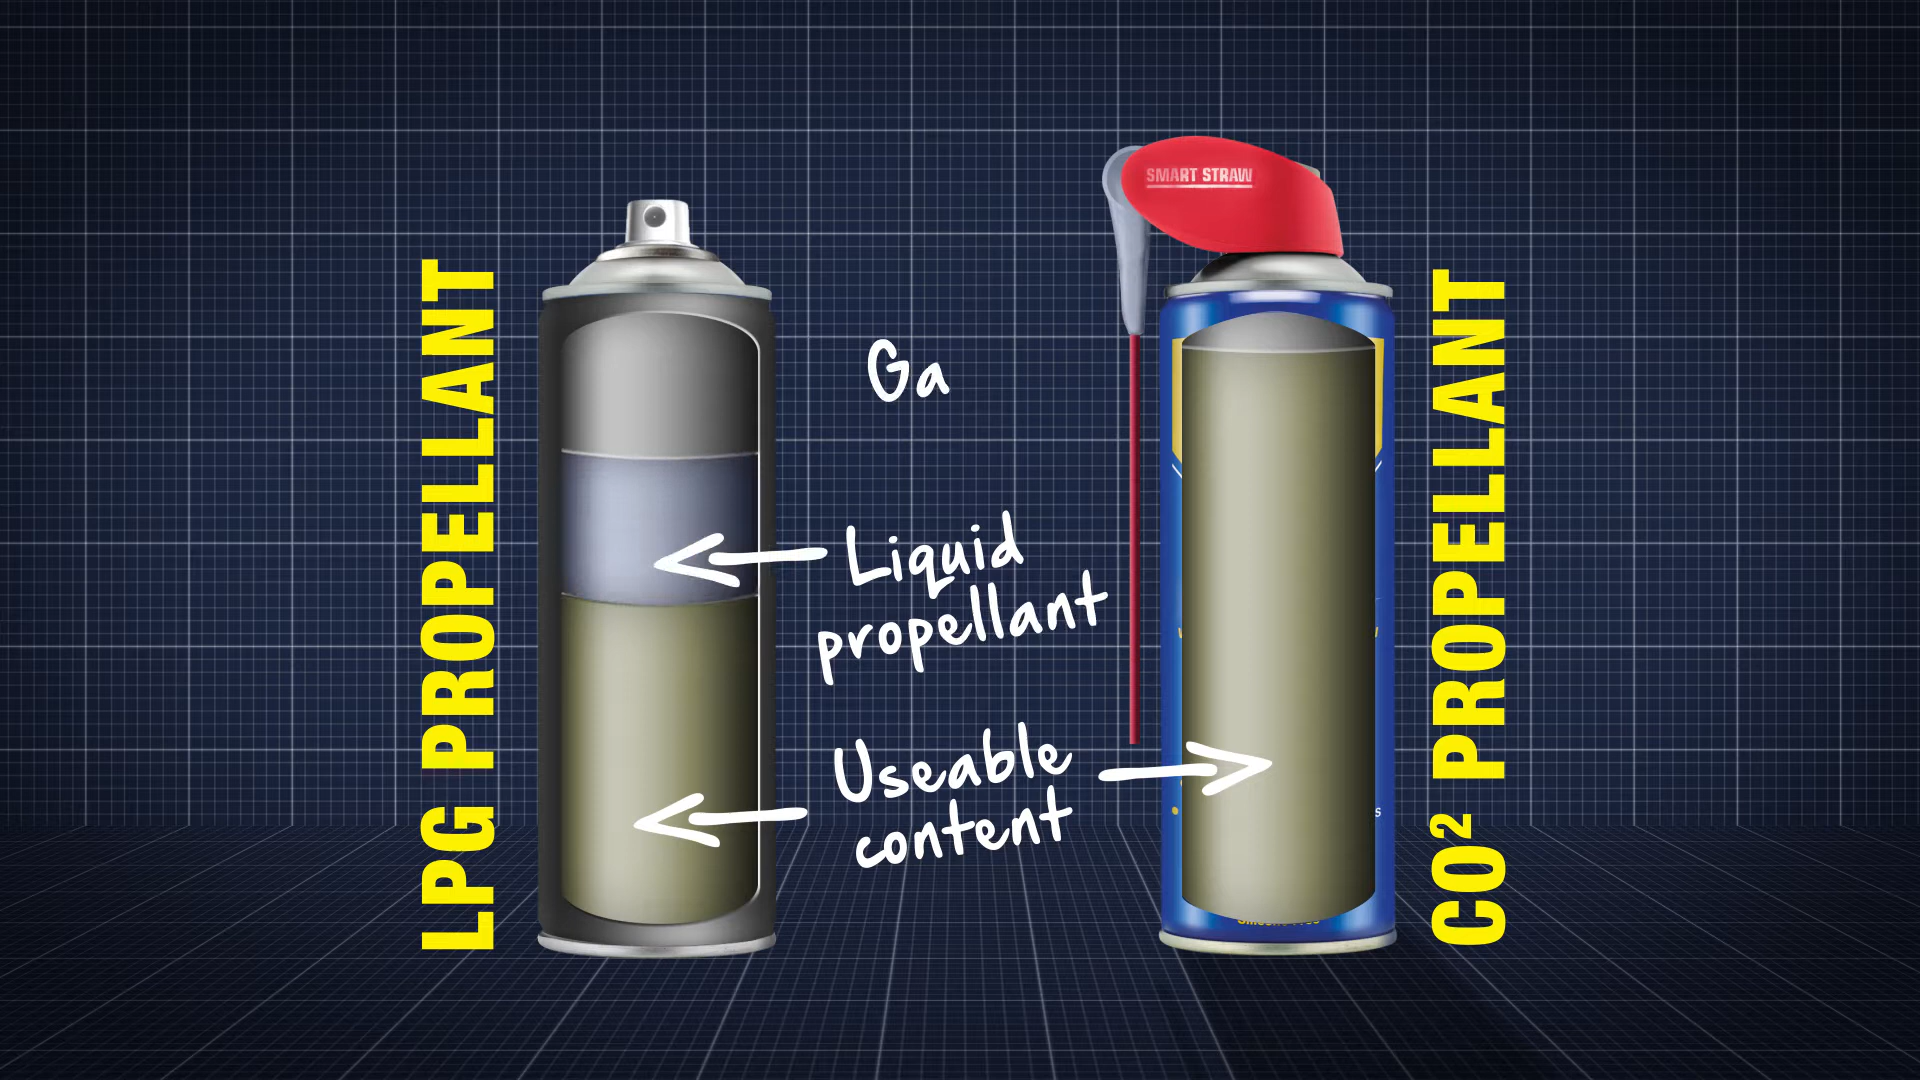 SMART STRAW
LPG PROPELLANT
Ga
Liquid
propellant
Useable
content
CO² PROPELLANT